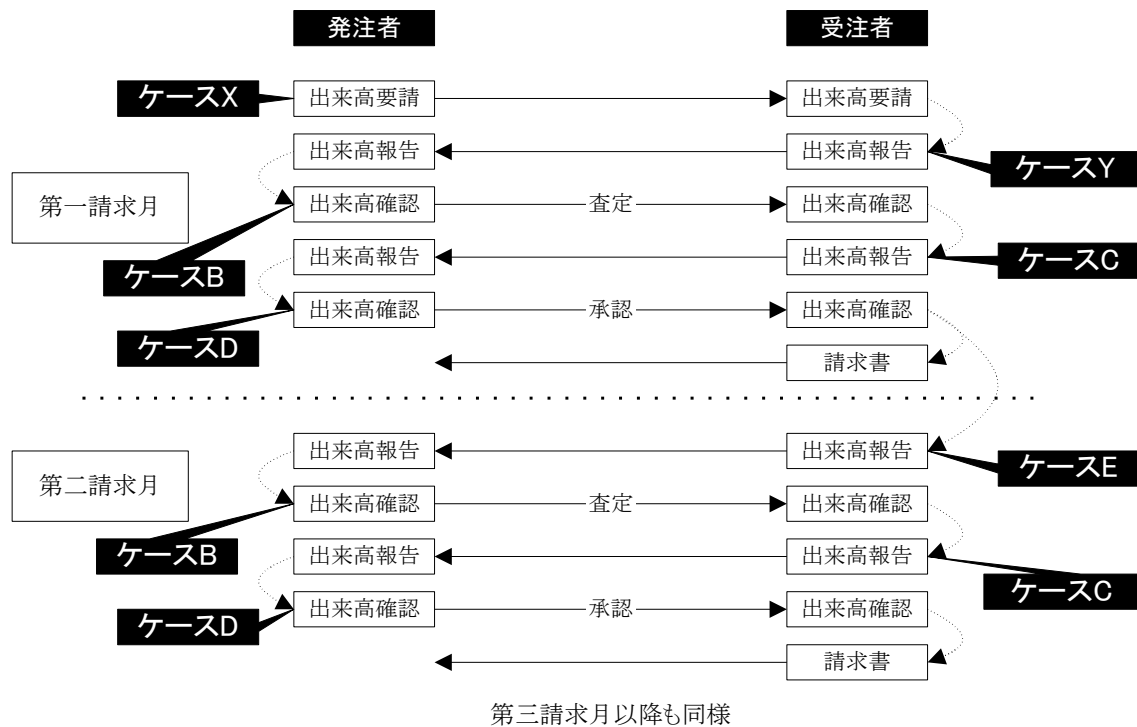 発注者
受注者
ケースX
出来高要請
出来高要請
出来高報告
出来高報告
ケースY
第一請求月
出来高確認
査定
出来高確認
ケースB
出来高報告
出来高報告
ケースC
出来高確認
承認
出来高確認
ケースD
請求書
出来高報告
出来高報告
ケースE
第二請求月
出来高確認
査定
出来高確認
ケースB
出来高報告
出来高報告
ケースC
出来高確認
承認
出来高確認
ケースD
請求書
第三請求月以降も同様